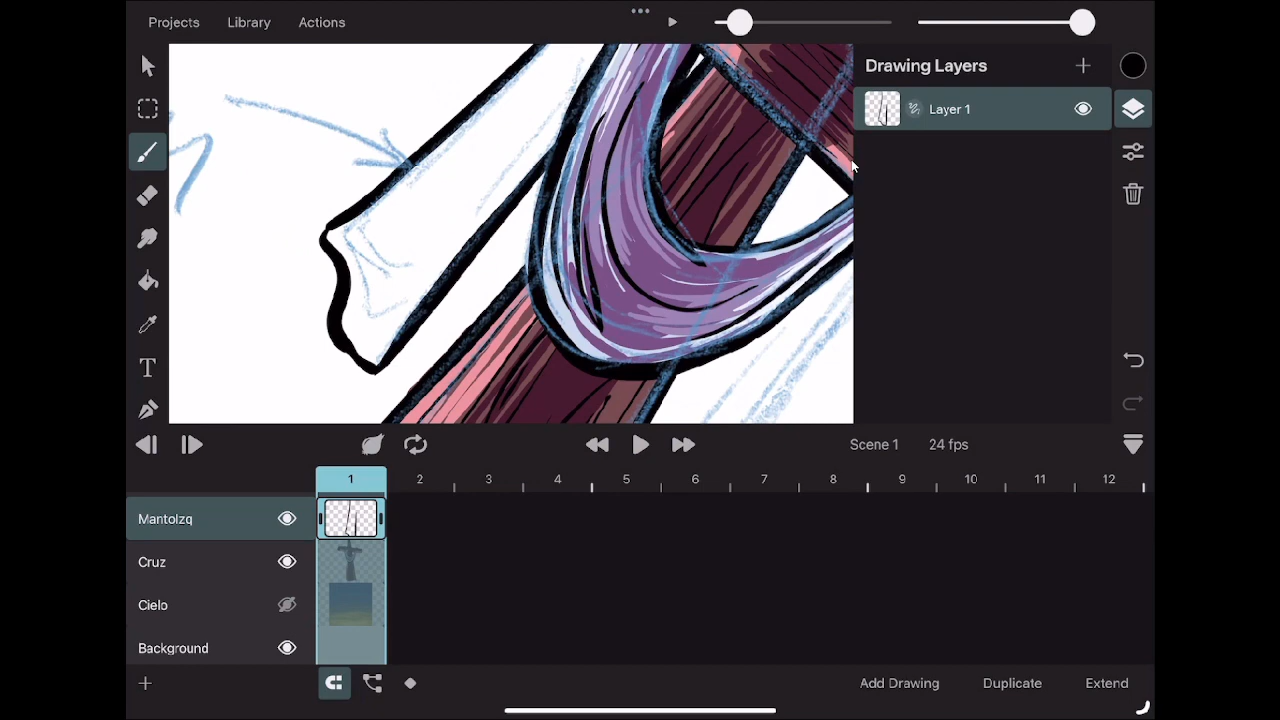 Projects Library Actions
Drawing Layers
Layer 1
T
Scene 1 24 fps
1 2 3 4 5 6 7 8 9 10 11 12
Mantolzq
Cruz
Cielo
Background
Add Drawing Duplicate Extend